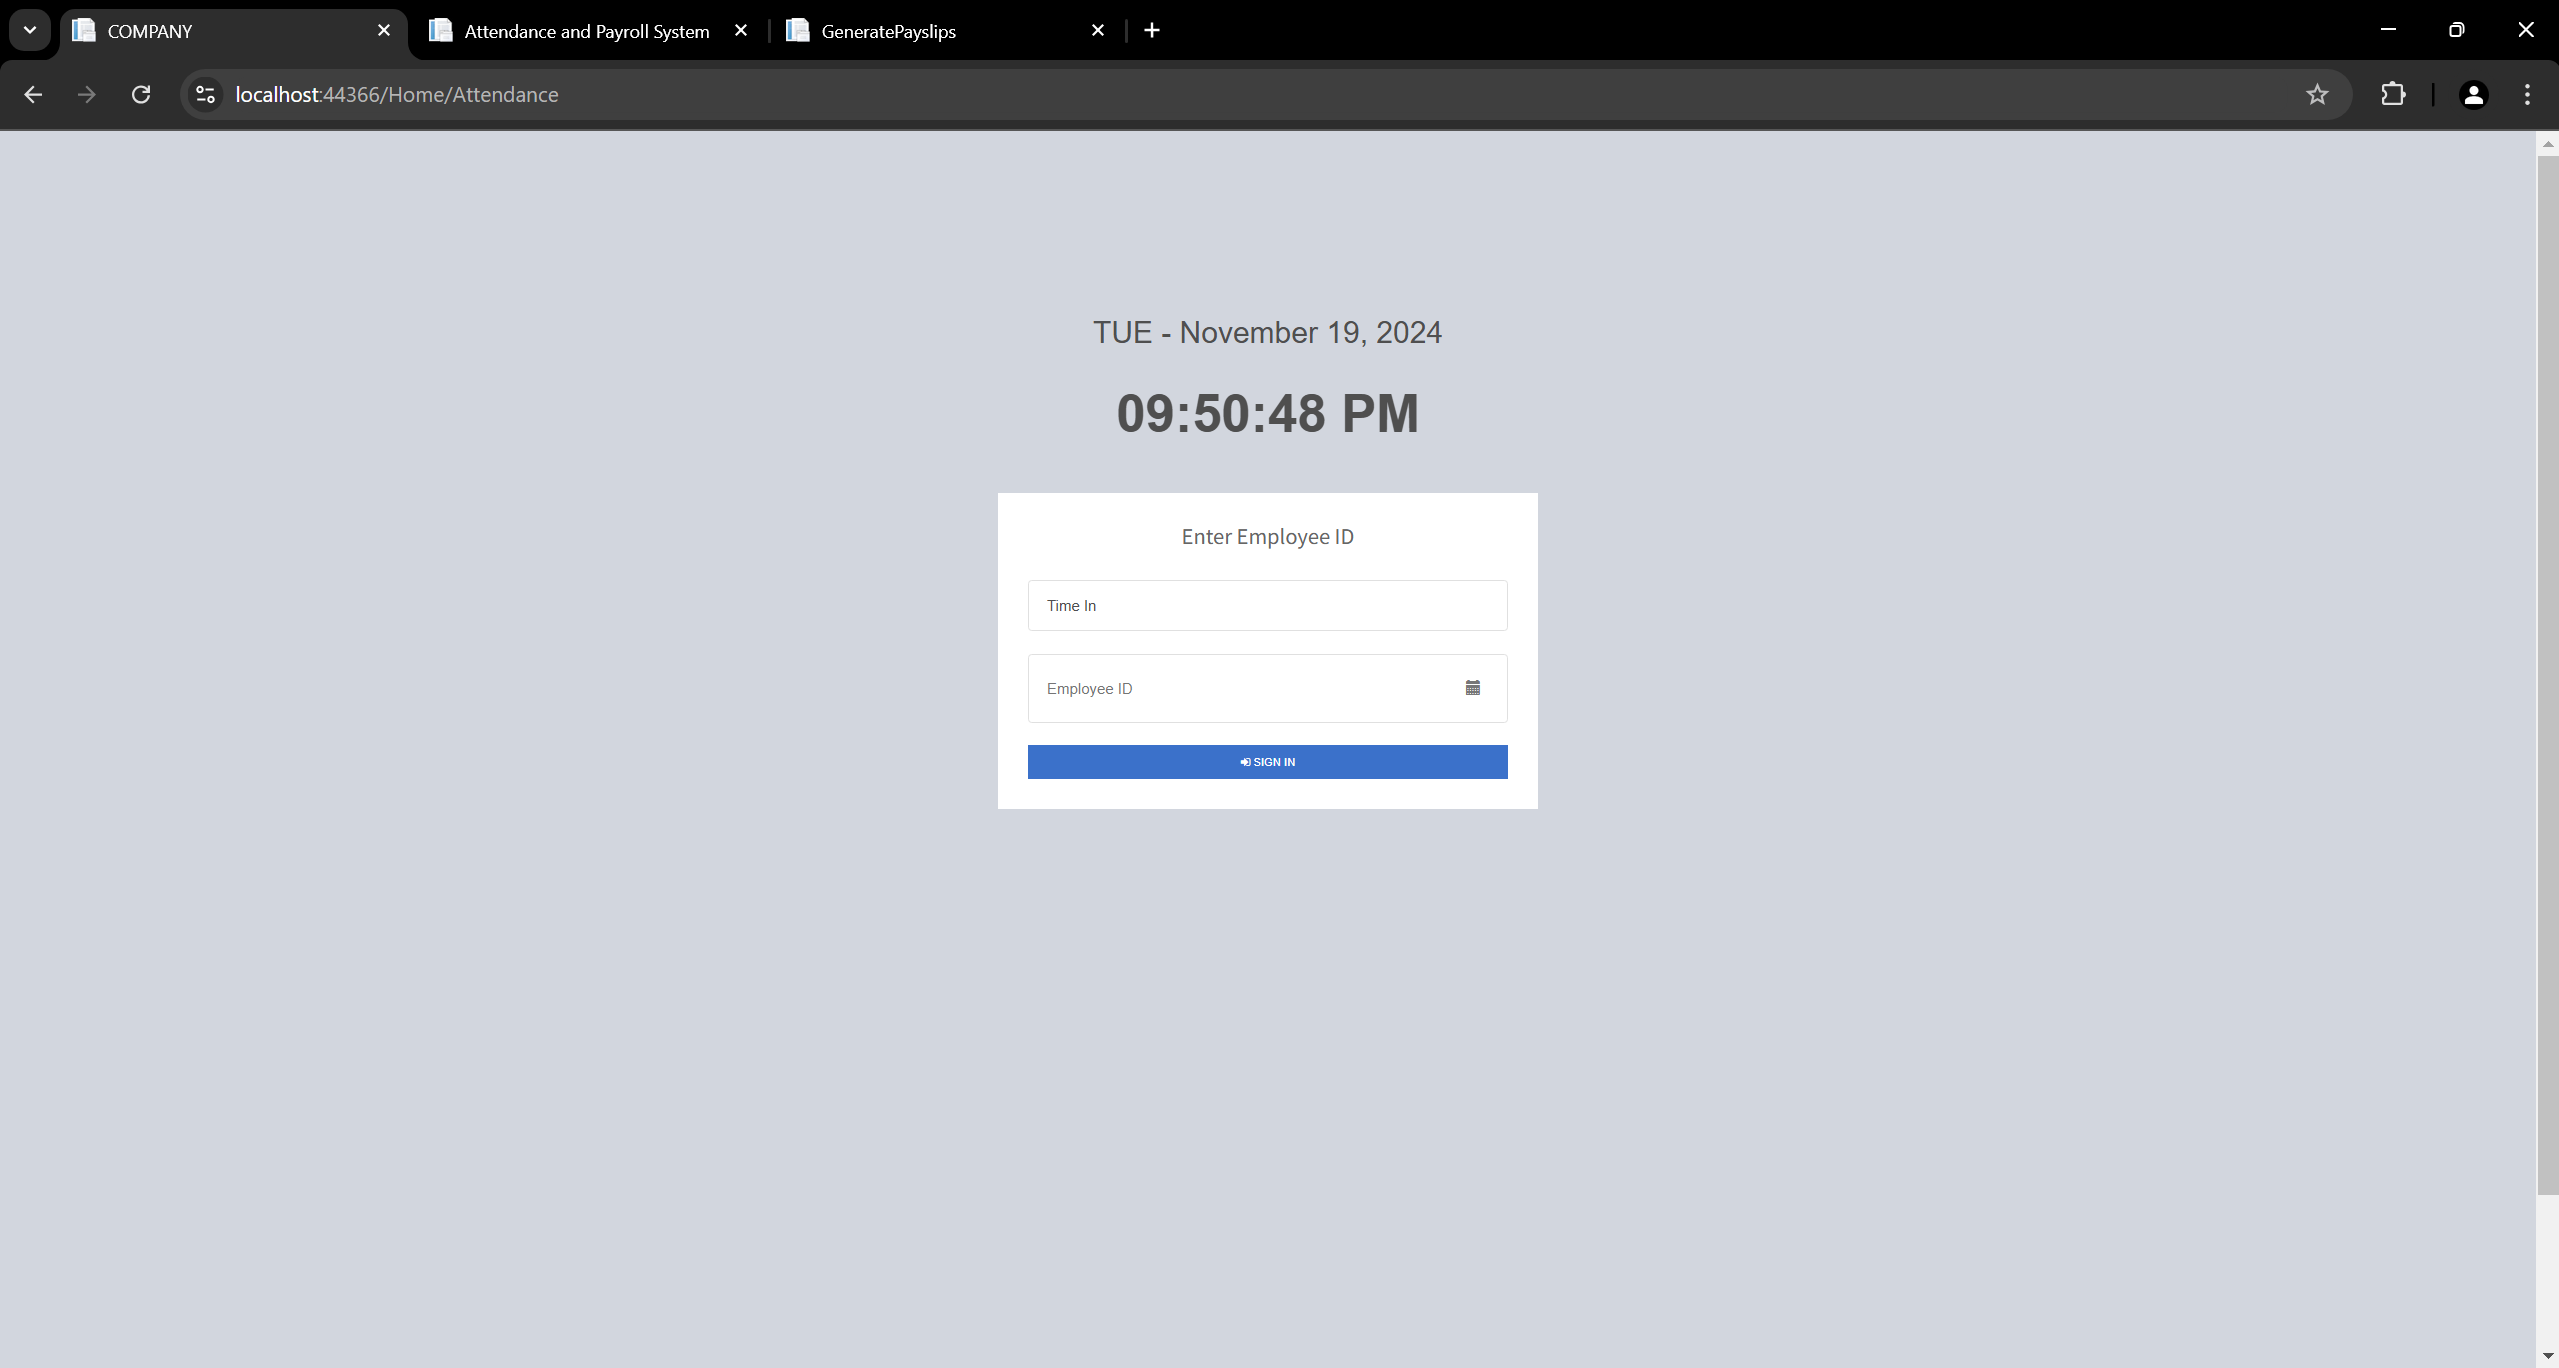 COMPANY
Attendance and Payroll System
GeneratePayslips
localhost:44366/Home/Attendance
TUE - November 19, 2024
09:50:48 PM
Enter Employee ID
Time In
Employee ID
SIGN IN